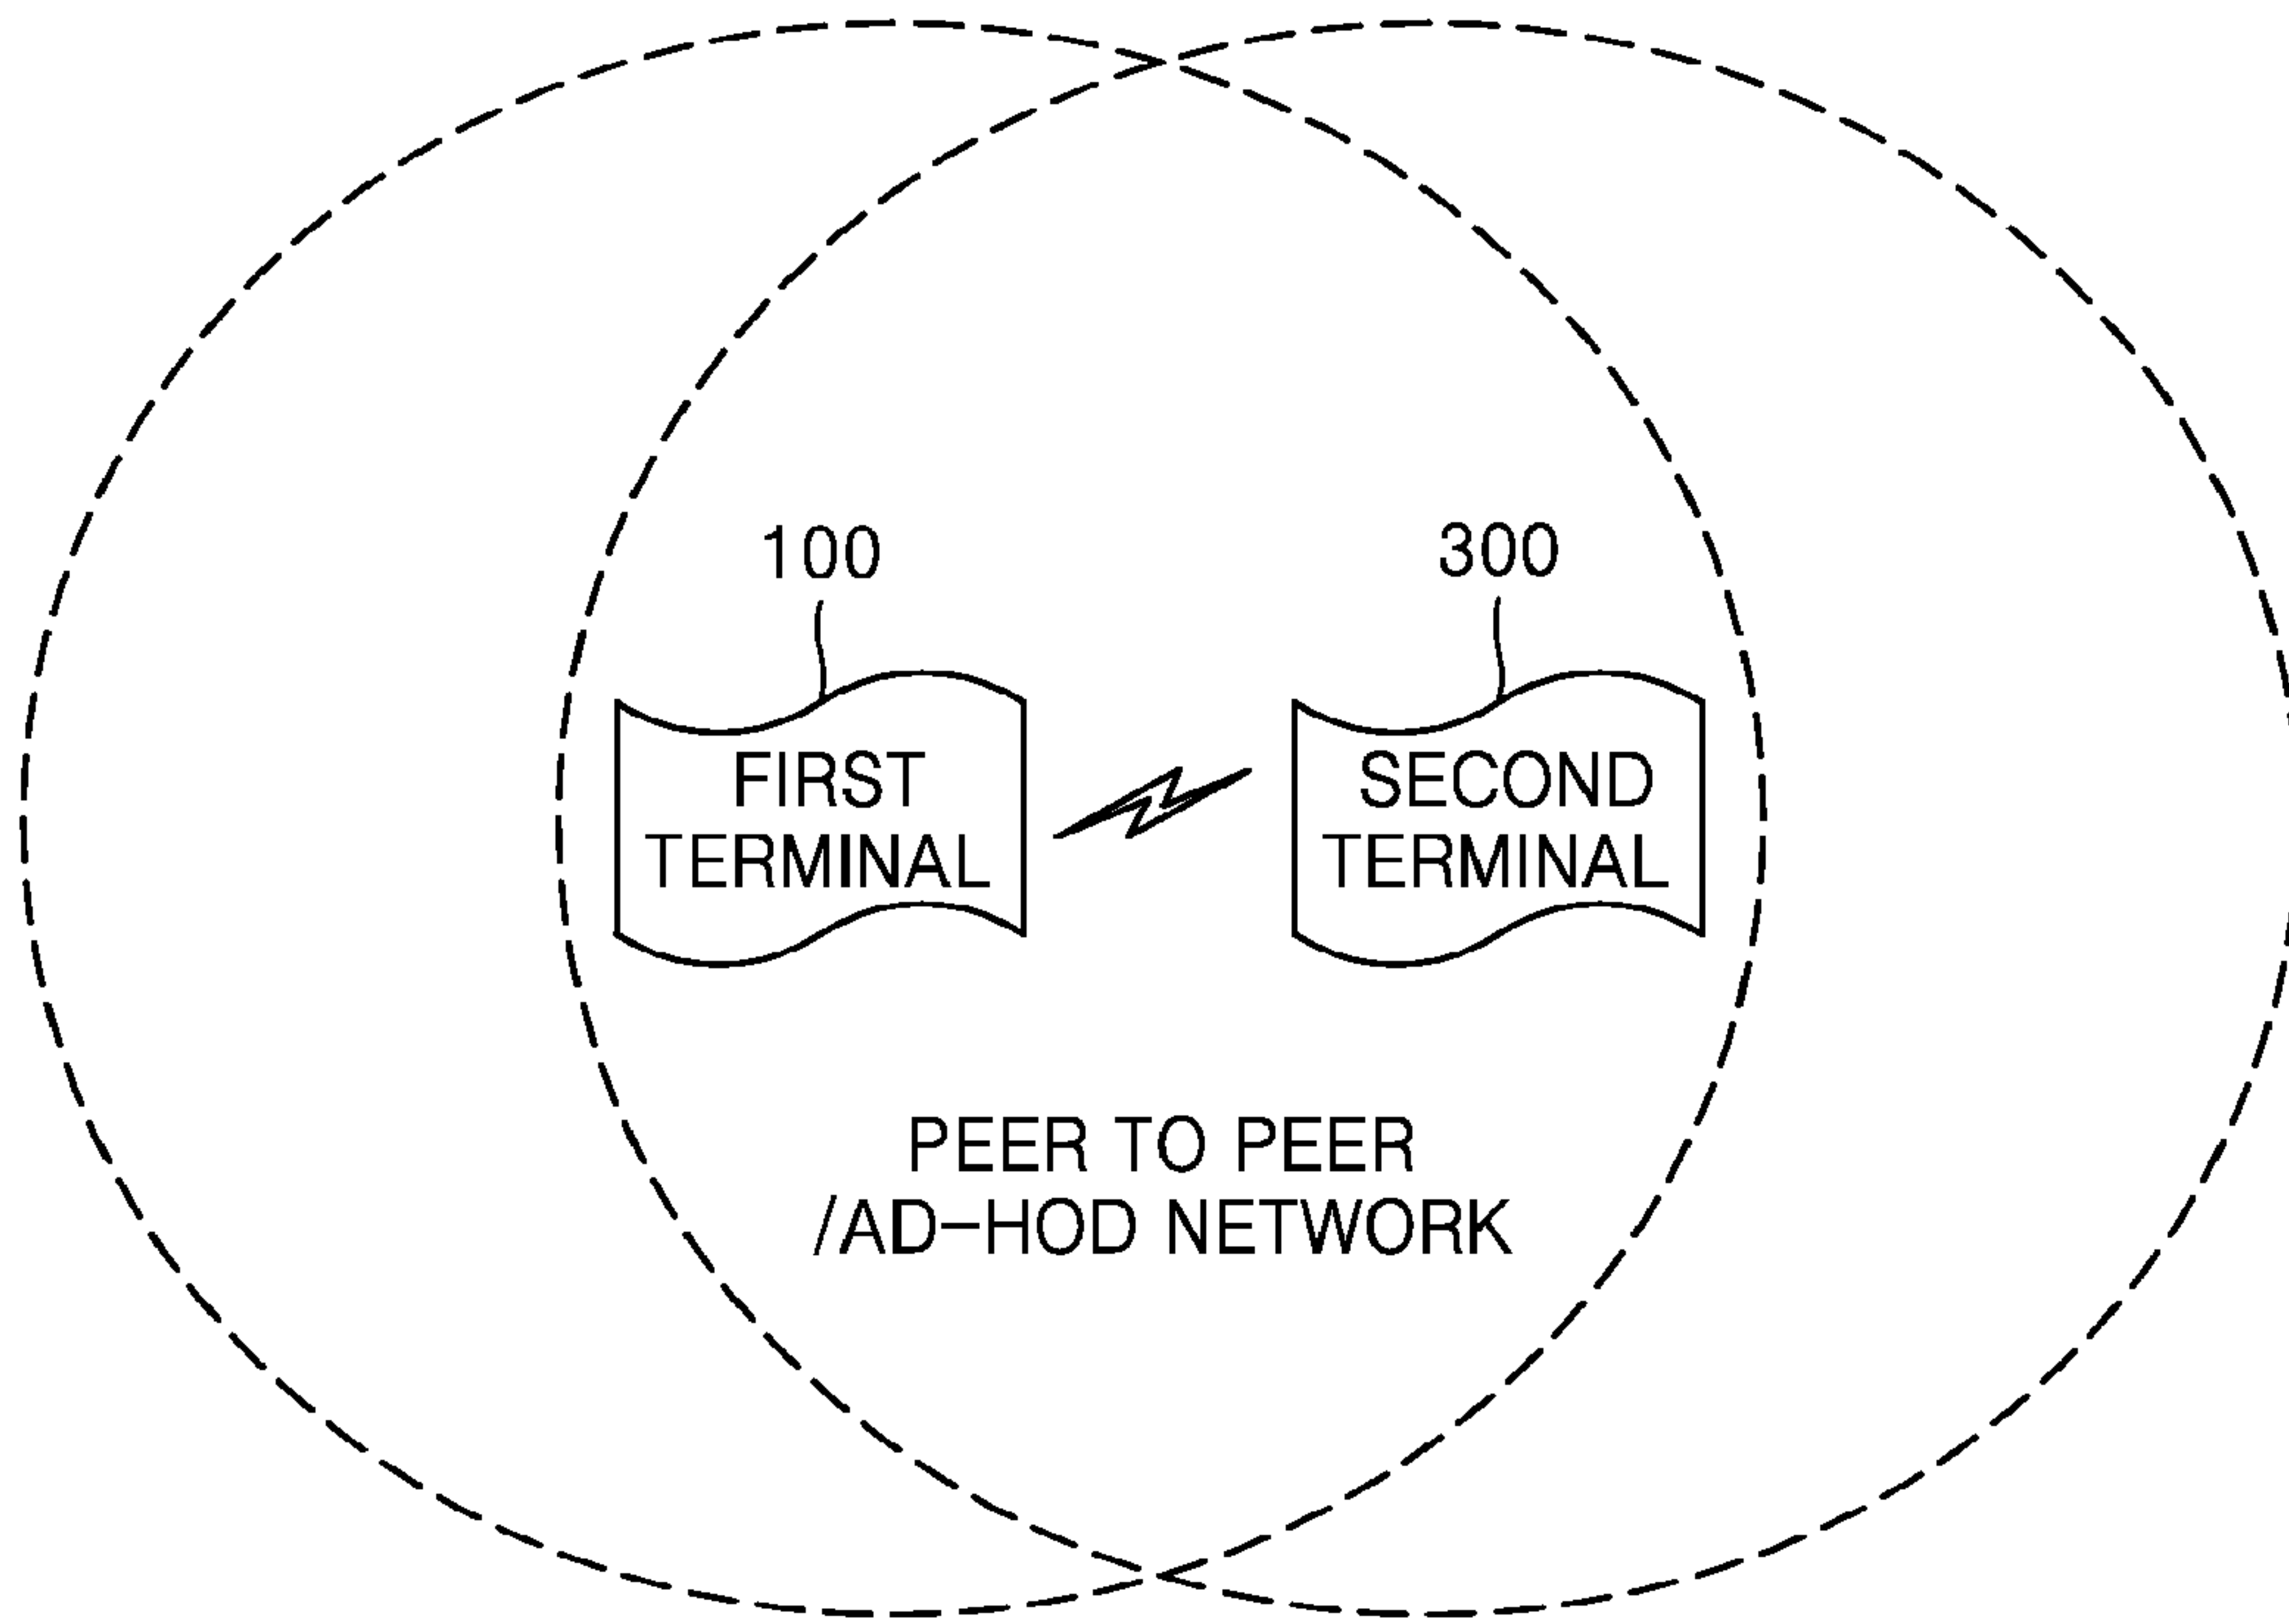 100
300
FIRST
TERMINAL
SECOND
TERMINAL
PEER TO PEER
/AD-HOD NETWORK